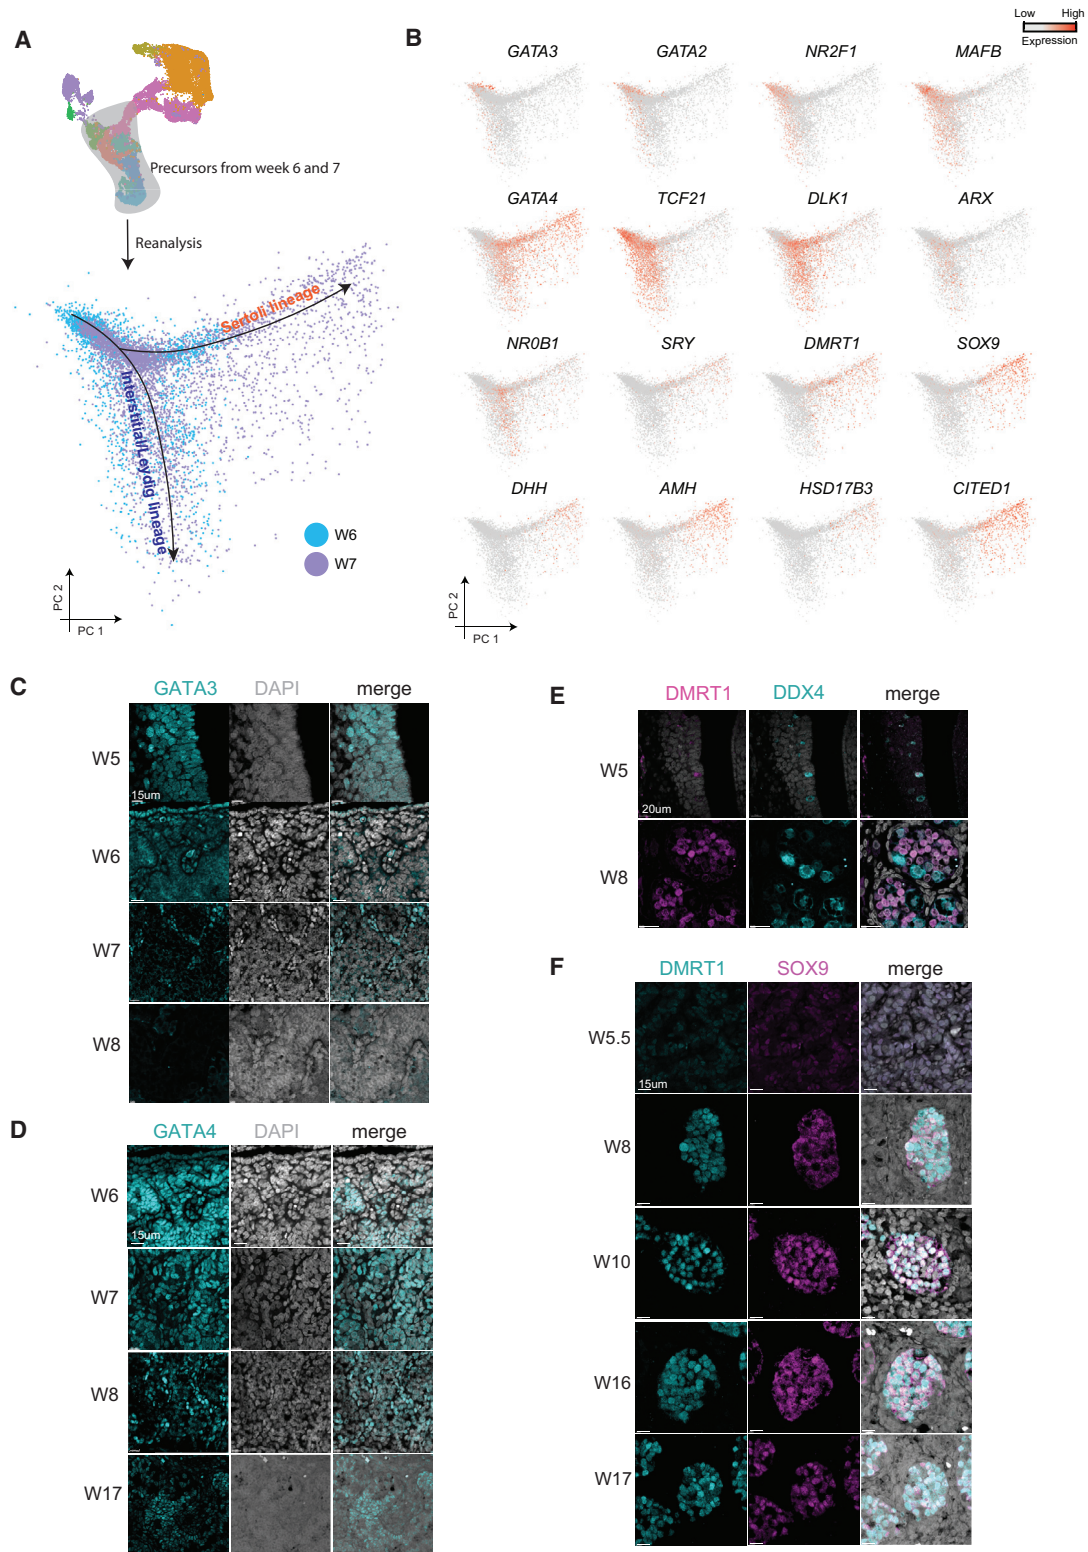 A
Precursors from week 6 and 7
Reanalysis
Sertoli lineage
Interstitial/Leydig lineage
W6
W7
PC 2
PC 1
B
Low High
Expression
GATA3 GATA2 NR2F1 MAFB
GATA4 TCF21 DLK1 ARX
NR0B1 SRY DMRT1 SOX9
DHH AMH HSD17B3 CITED1
PC 2
PC 1
C
GATA3 DAPI merge
W5
15um
W6
W7
W8
D
GATA4 DAPI merge
W6
15um
W7
W8
W17
E
DMRT1 DDX4 merge
W5
20um
W8
F
DMRT1 SOX9 merge
W5.5
15um
W8
W10
W16
W17